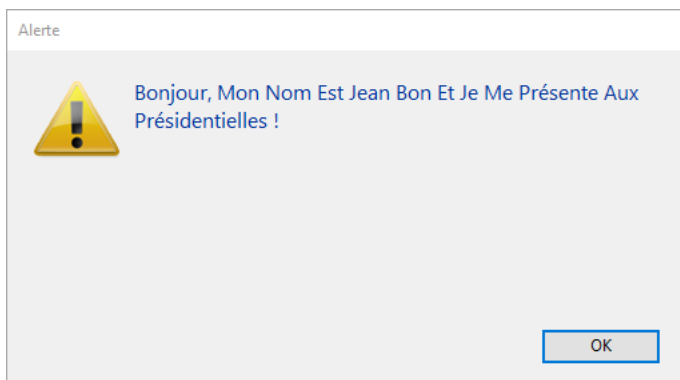 Alerte
Bonjour, Mon Nom Est Jean Bon Et Je Me Présente Aux
Présidentielles !
OK